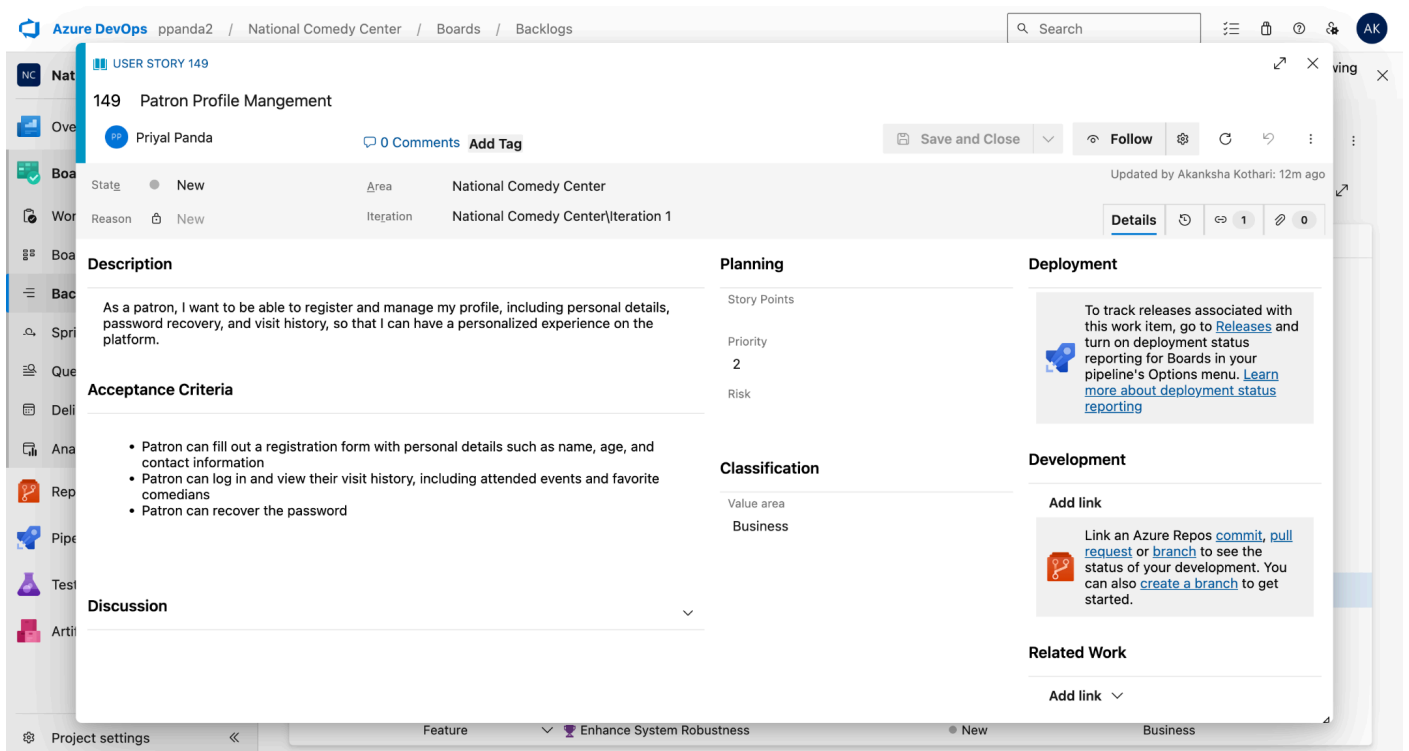 Azure DevOps ppanda2 / National Comedy Center / Boards / Backlogs
Search
AK
NC Nat
wing
USER STORY 149
149 Patron Profile Mangement
PP Priyal Panda
0 Comments Add Tag
Save and Close
Follow
State New
Area National Comedy Center
Updated by Akanksha Kothari: 12m ago
Reason New
Iteration National Comedy Center\Iteration 1
Details
1
0
Ove
Boa
Wor
Boa
Bac
Spri
Que
Deli
Ana
Rep
Pipe
Test
Artif
Project settings
Description
As a patron, I want to be able to register and manage my profile, including personal details,
password recovery, and visit history, so that I can have a personalized experience on the
platform.
Acceptance Criteria
• Patron can fill out a registration form with personal details such as name, age, and
contact information
• Patron can log in and view their visit history, including attended events and favorite
comedians
• Patron can recover the password
Discussion
Planning
Story Points
Priority
2
Risk
Classification
Value area
Business
Deployment
To track releases associated with
this work item, go to Releases and
turn on deployment status
reporting for Boards in your
pipeline's Options menu. Learn
more about deployment status
reporting
Development
Add link
Link an Azure Repos commit, pull
request or branch to see the
status of your development. You
can also create a branch to get
started.
Related Work
Add link
Feature Enhance System Robustness New Business